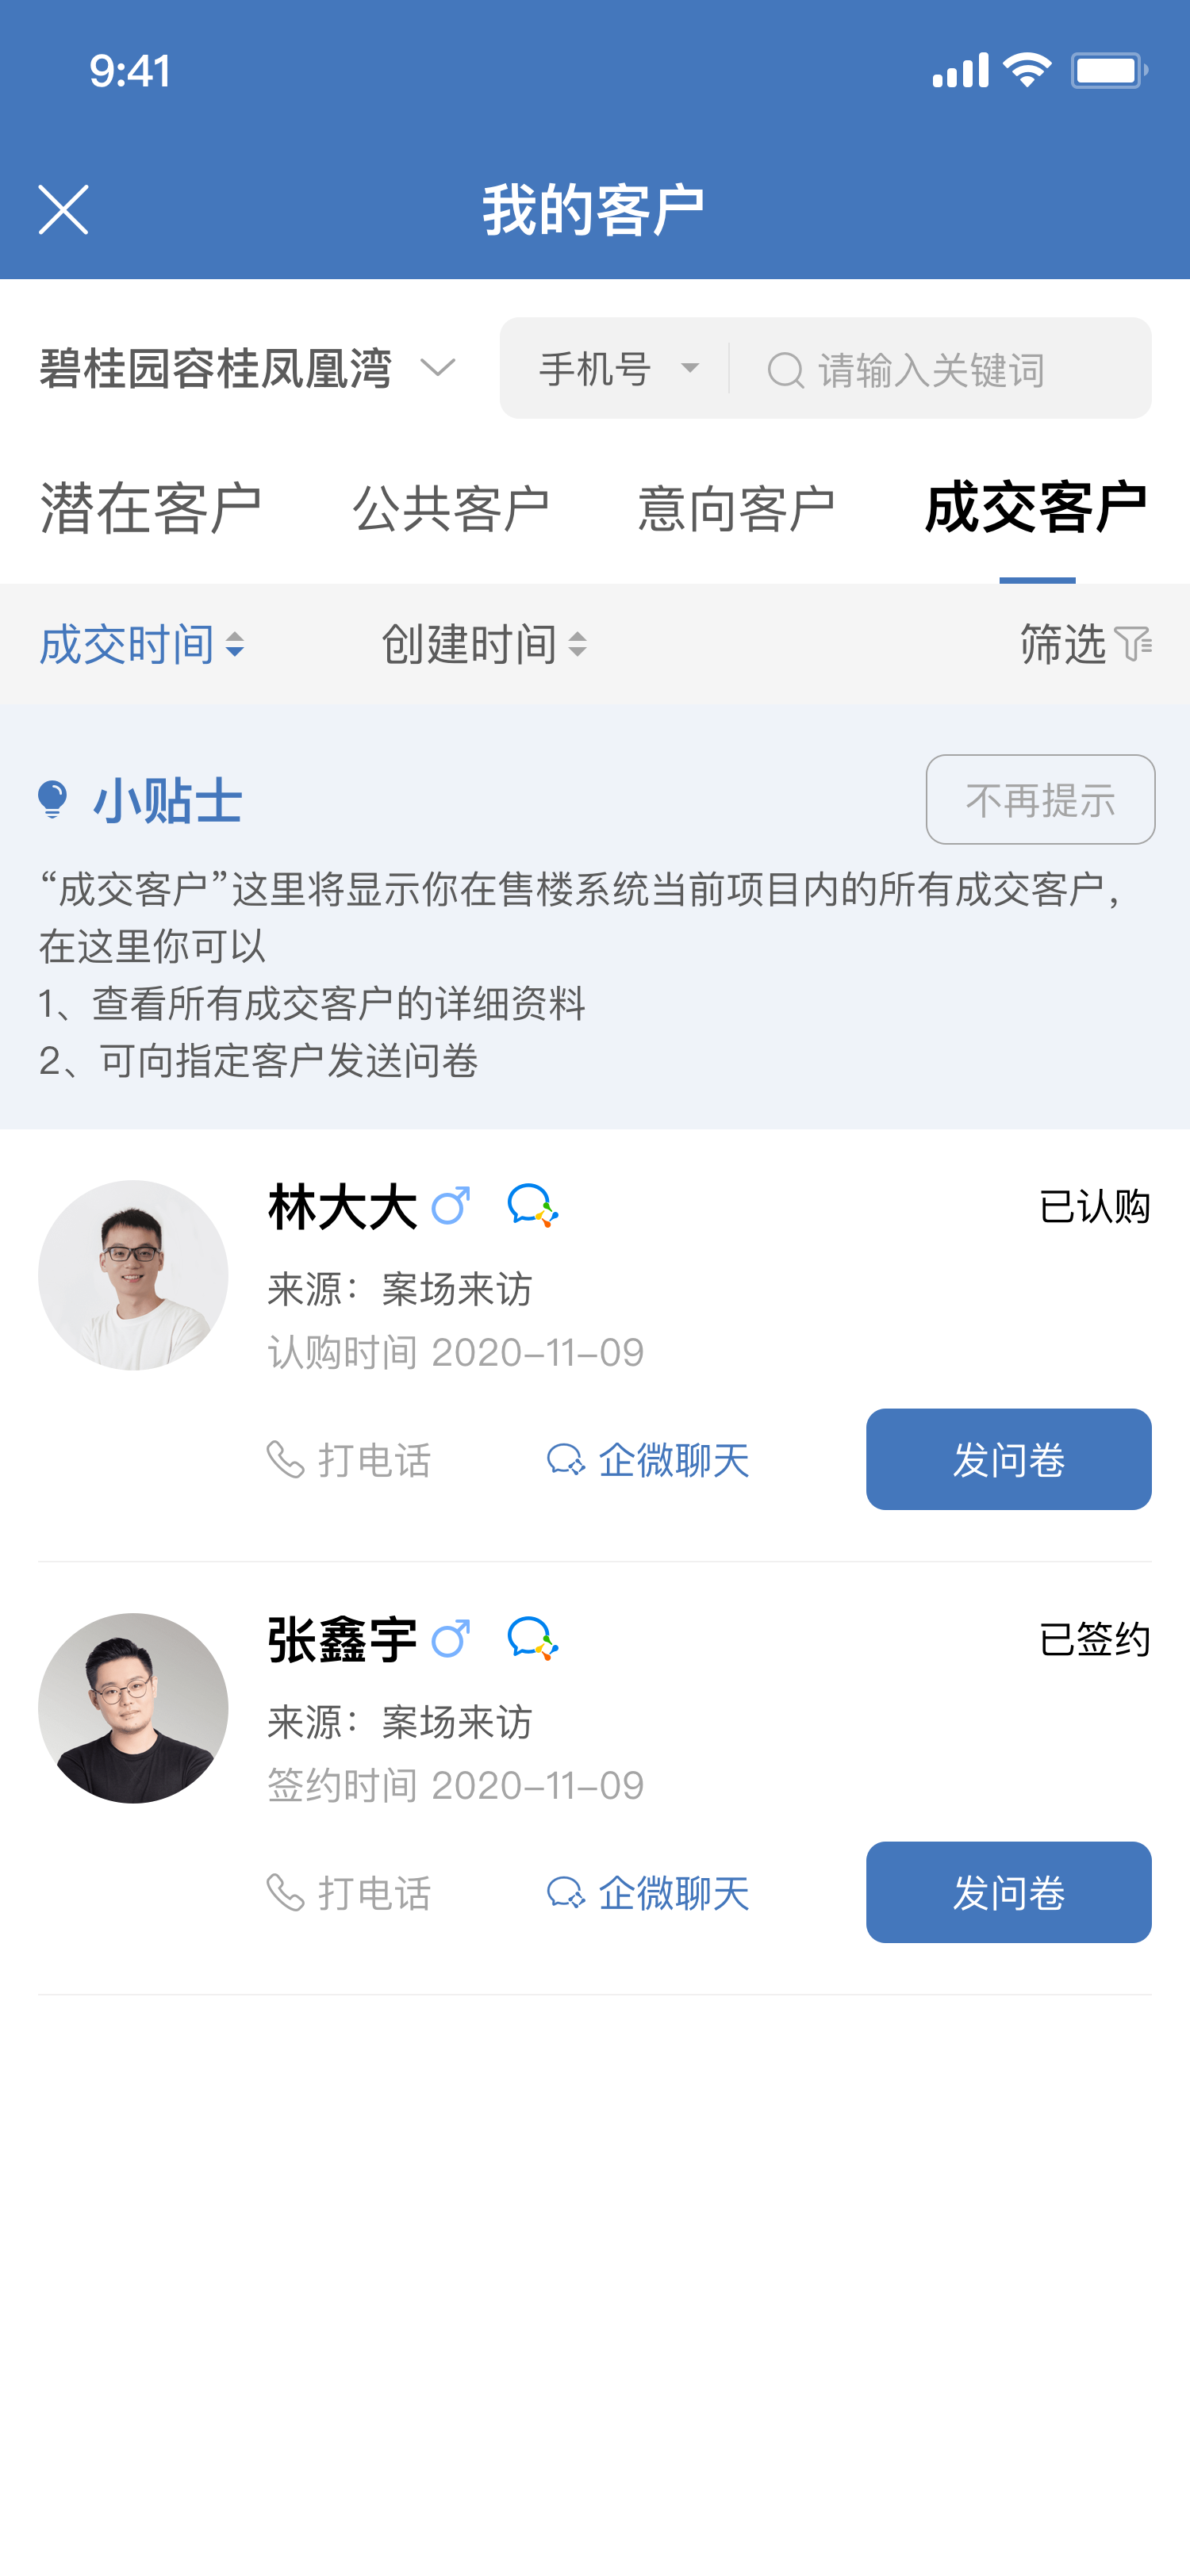 9:41
我的客户
碧桂园容桂凤凰湾 手机号 请输入关键词
潜在客户 公共客户 意向客户 成交客户
成交时间 创建时间 筛选
小贴士 不再提示
“成交客户”这里将显示你在售楼系统当前项目内的所有成交客户，
在这里你可以
1、查看所有成交客户的详细资料
2、可向指定客户发送问卷
林大大 已认购
来源：案场来访
认购时间 2020-11-09
打电话 企微聊天 发问卷
张鑫宇 已签约
来源：案场来访
签约时间 2020-11-09
打电话 企微聊天 发问卷